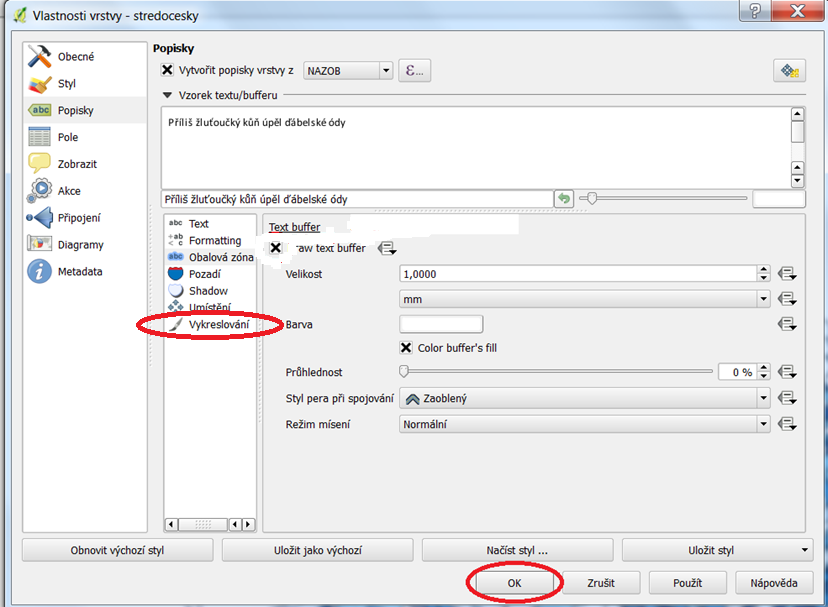 Vlastnosti vrstvy - stredocesky
Obecné
Styl
Popisky
Pole
Zobrazit
Akce
Připojení
Diagramy
Metadata
Popisky
Vytvořit popisky vrstvy z NAZOB ε...
Vzorek textu/bufferu
Příliš žluťoučký kůň úpěl ďábelské ódy
Příliš žluťoučký kůň úpěl ďábelské ódy
abc Text
Formatting
abc Obalová zóna
Pozadí
Shadow
Umístění
Vykreslování
Text buffer
raw text buffer
Velikost 1,0000
mm
Barva
Color buffer's fill
Průhlednost 0 %
Styl pera při spojování Zaoblený
Režim mísení Normální
Obnovit výchozí styl Uložit jako výchozí Načíst styl ... Uložit styl
OK Zrušit Použít Nápověda